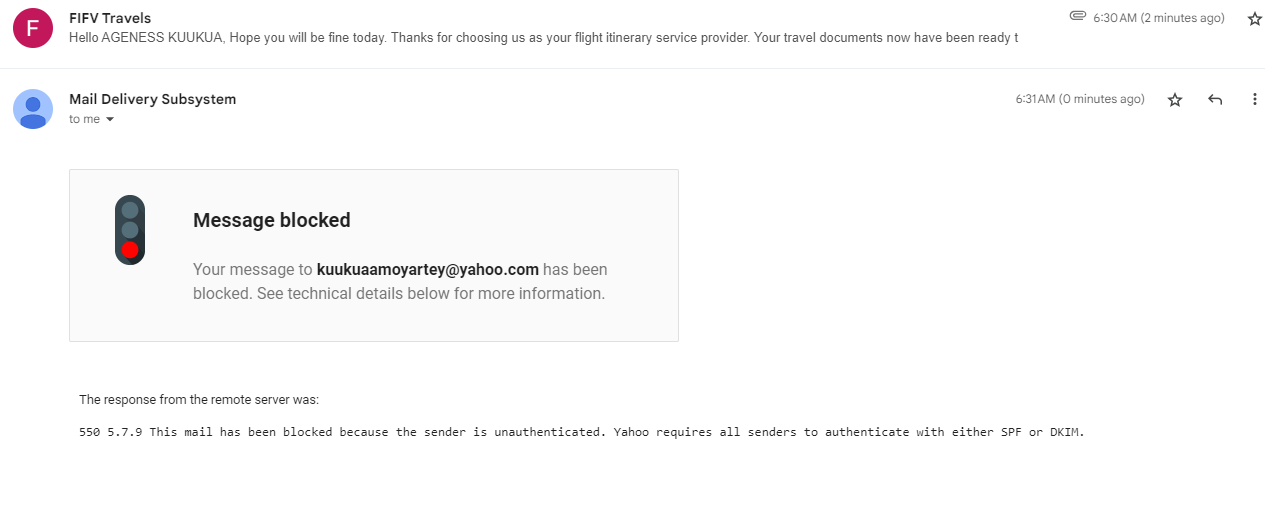 F
FIFV Travels
6:30 AM (2 minutes ago)
Hello AGENESS KUUKUA, Hope you will be fine today. Thanks for choosing us as your flight itinerary service provider. Your travel documents now have been ready t
Mail Delivery Subsystem
6:31 AM (0 minutes ago)
to me
Message blocked
Your message to kuukuaamoyartey@yahoo.com has been
blocked. See technical details below for more information.
The response from the remote server was:
550 5.7.9 This mail has been blocked because the sender is unauthenticated. Yahoo requires all senders to authenticate with either SPF or DKIM.